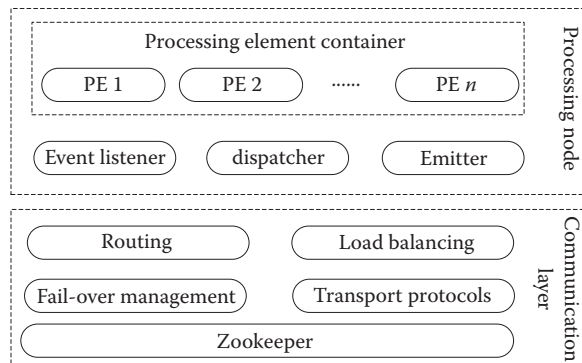 Processing element container
PE 1 PE 2 ...... PE n
Event listener dispatcher Emitter
Processing node
Routing Load balancing
Fail-over management Transport protocols
Zookeeper
Communication
layer